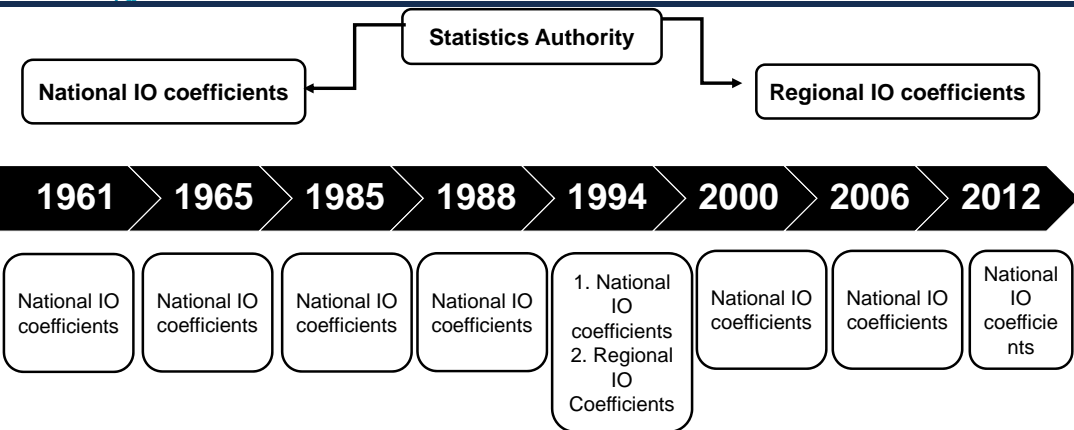 Statistics Authority
National IO coefficients
Regional IO coefficients
1961
1965
1985
1988
1994
2000
2006
2012
National IO
coefficients
National IO
coefficients
National IO
coefficients
National IO
coefficients
1. National
IO
coefficients
2. Regional
IO
Coefficients
National IO
coefficients
National IO
coefficients
National
IO
coefficie
nts